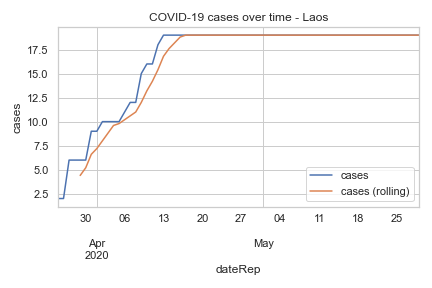 COVID-19 cases over time - Laos
cases
17.5
15.0
12.5
10.0
7.5
5.0
2.5
cases
cases (rolling)
30 06 13 20 27 04 11 18 25
Apr May
2020
dateRep